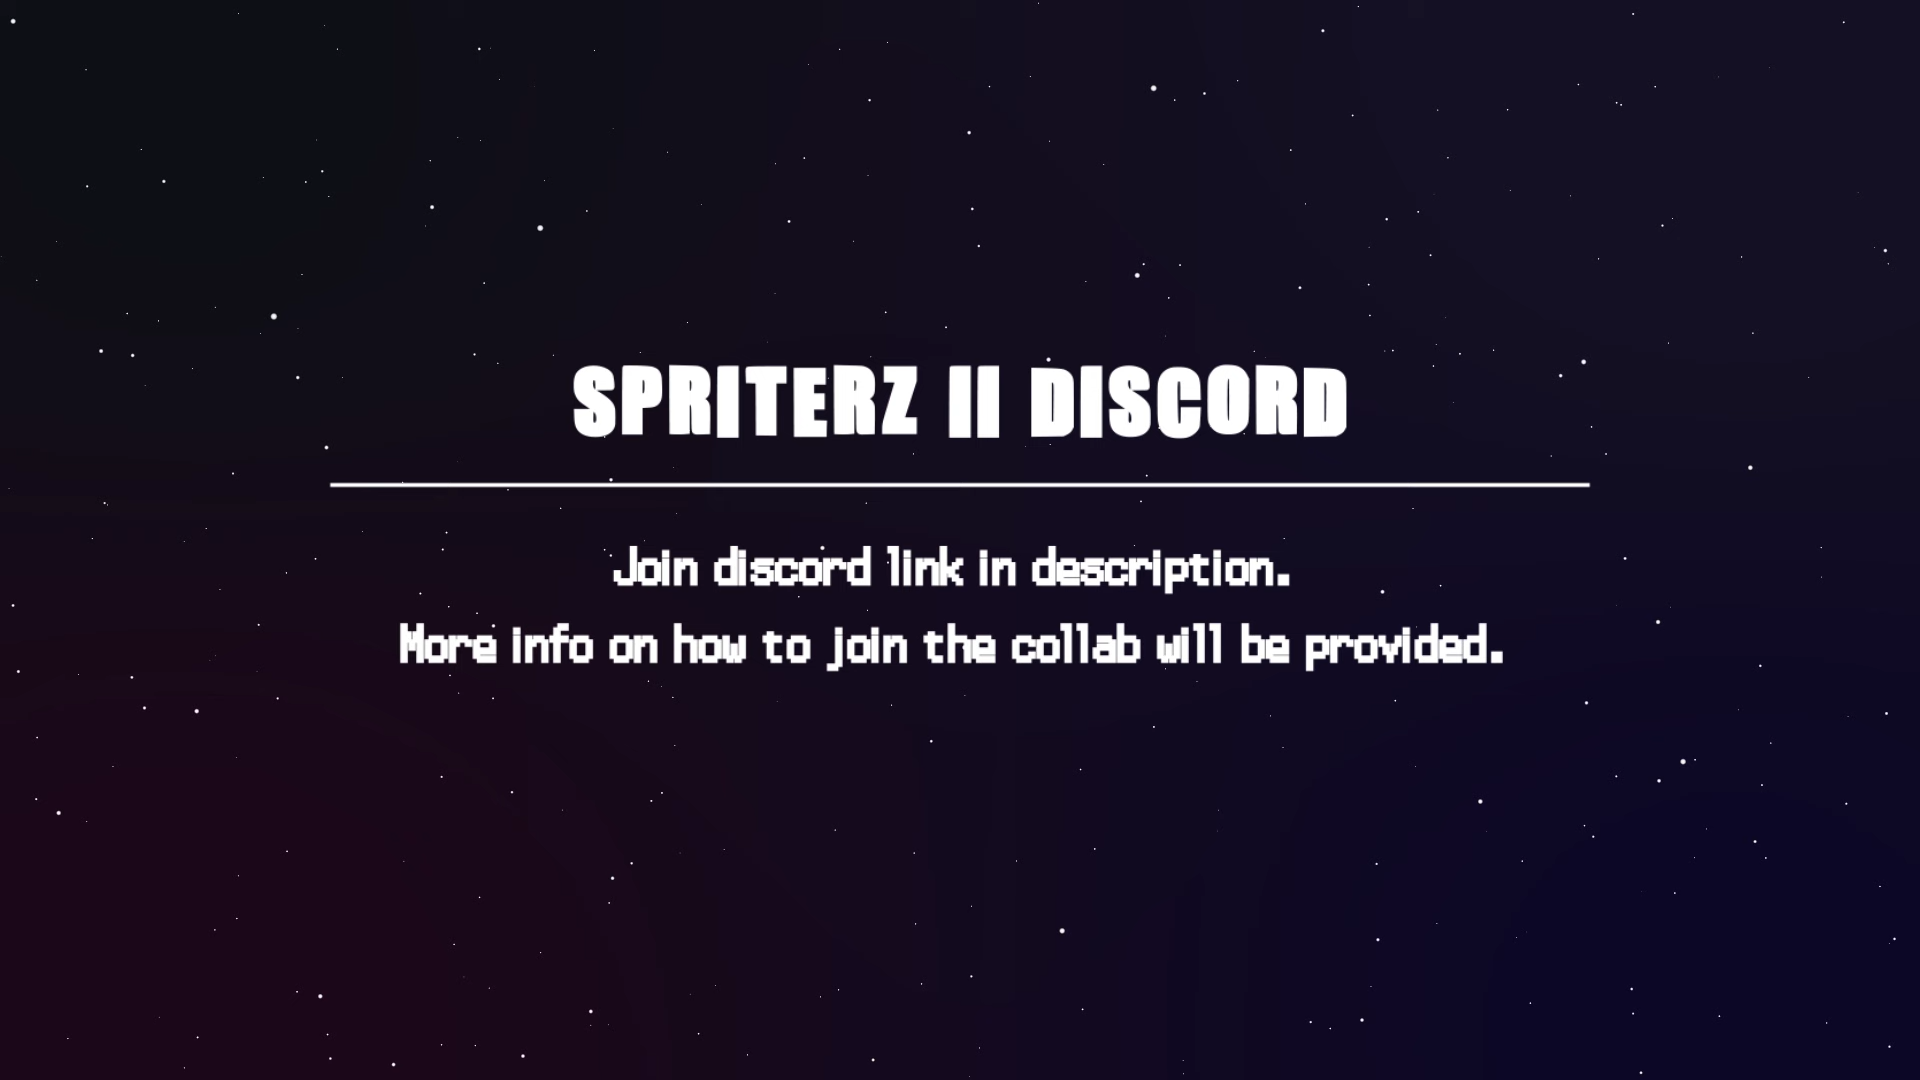 SPRITERZ II DISCORD
Join discord link in description.
More info on how to join the collab will be provided.